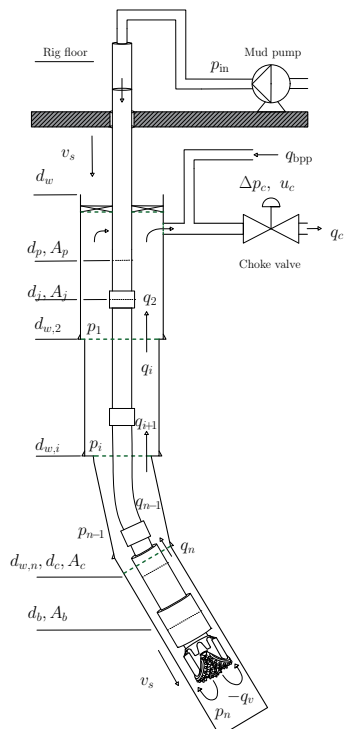 Rig floor
Mud pump
p_in
v_s
d_w
q_bpp
Δp_c, u_c
q_c
Choke valve
d_p, A_p
d_j, A_j
q_2
d_{w,2}
p_1
q_i
q_{i+1}
d_{w,i}
p_i
q_{n−1}
p_{n−1}
q_n
d_{w,n}, d_c, A_c
d_b, A_b
v_s
−q_v
p_n